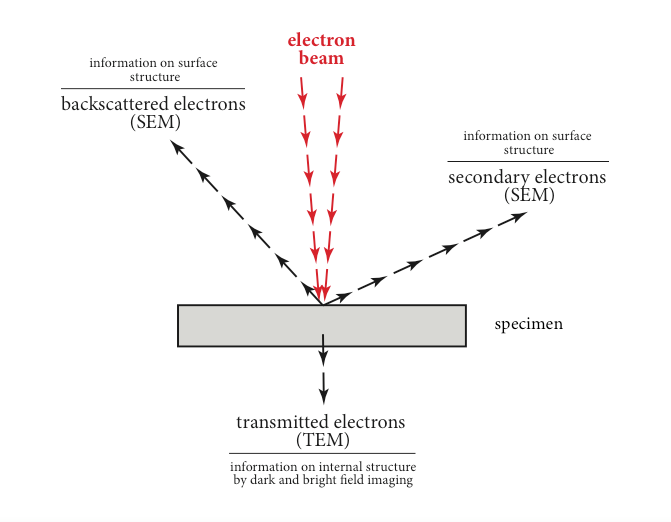 electron
beam
information on surface
structure
backscattered electrons
(SEM)
information on surface
structure
secondary electrons
(SEM)
specimen
transmitted electrons
(TEM)
information on internal structure
by dark and bright field imaging